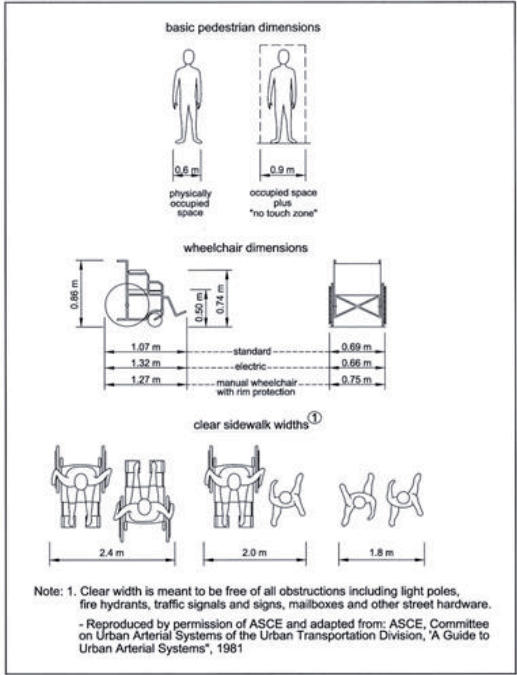 basic pedestrian dimensions
0.6 m
0.9 m
physically
occupied
space
occupied space
plus
"no touch zone"
wheelchair dimensions
0.86 m
0.50 m
0.74 m
1.07 m standard 0.69 m
1.32 m electric 0.66 m
1.27 m manual wheelchair 0.75 m
with rim protection
clear sidewalk widths①
2.4 m
2.0 m
1.8 m
Note: 1. Clear width is meant to be free of all obstructions including light poles,
fire hydrants, traffic signals and signs, mailboxes and other street hardware.
- Reproduced by permission of ASCE and adapted from: ASCE, Committee
on Urban Arterial Systems of the Urban Transportation Division, 'A Guide to
Urban Arterial Systems", 1981